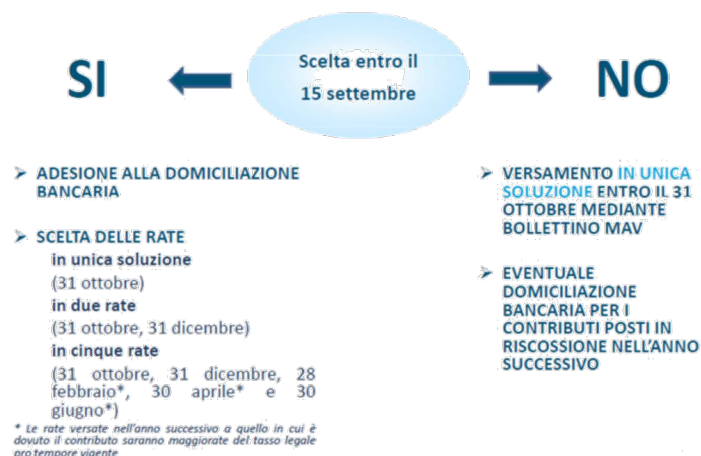 SI
Scelta entro il
15 settembre
NO
➢ ADESIONE ALLA DOMICILIAZIONE
BANCARIA
➢ SCELTA DELLE RATE
in unica soluzione
(31 ottobre)
in due rate
(31 ottobre, 31 dicembre)
in cinque rate
(31 ottobre, 31 dicembre, 28
febbraio*, 30 aprile* e 30
giugno*)
* Le rate versate nell'anno successivo a quello in cui è
dovuto il contributo saranno maggiorate del tasso legale
pro tempore vigente
➢ VERSAMENTO IN UNICA
SOLUZIONE ENTRO IL 31
OTTOBRE MEDIANTE
BOLLETTINO MAV
➢ EVENTUALE
DOMICILIAZIONE
BANCARIA PER I
CONTRIBUTI POSTI IN
RISCOSSIONE NELL'ANNO
SUCCESSIVO